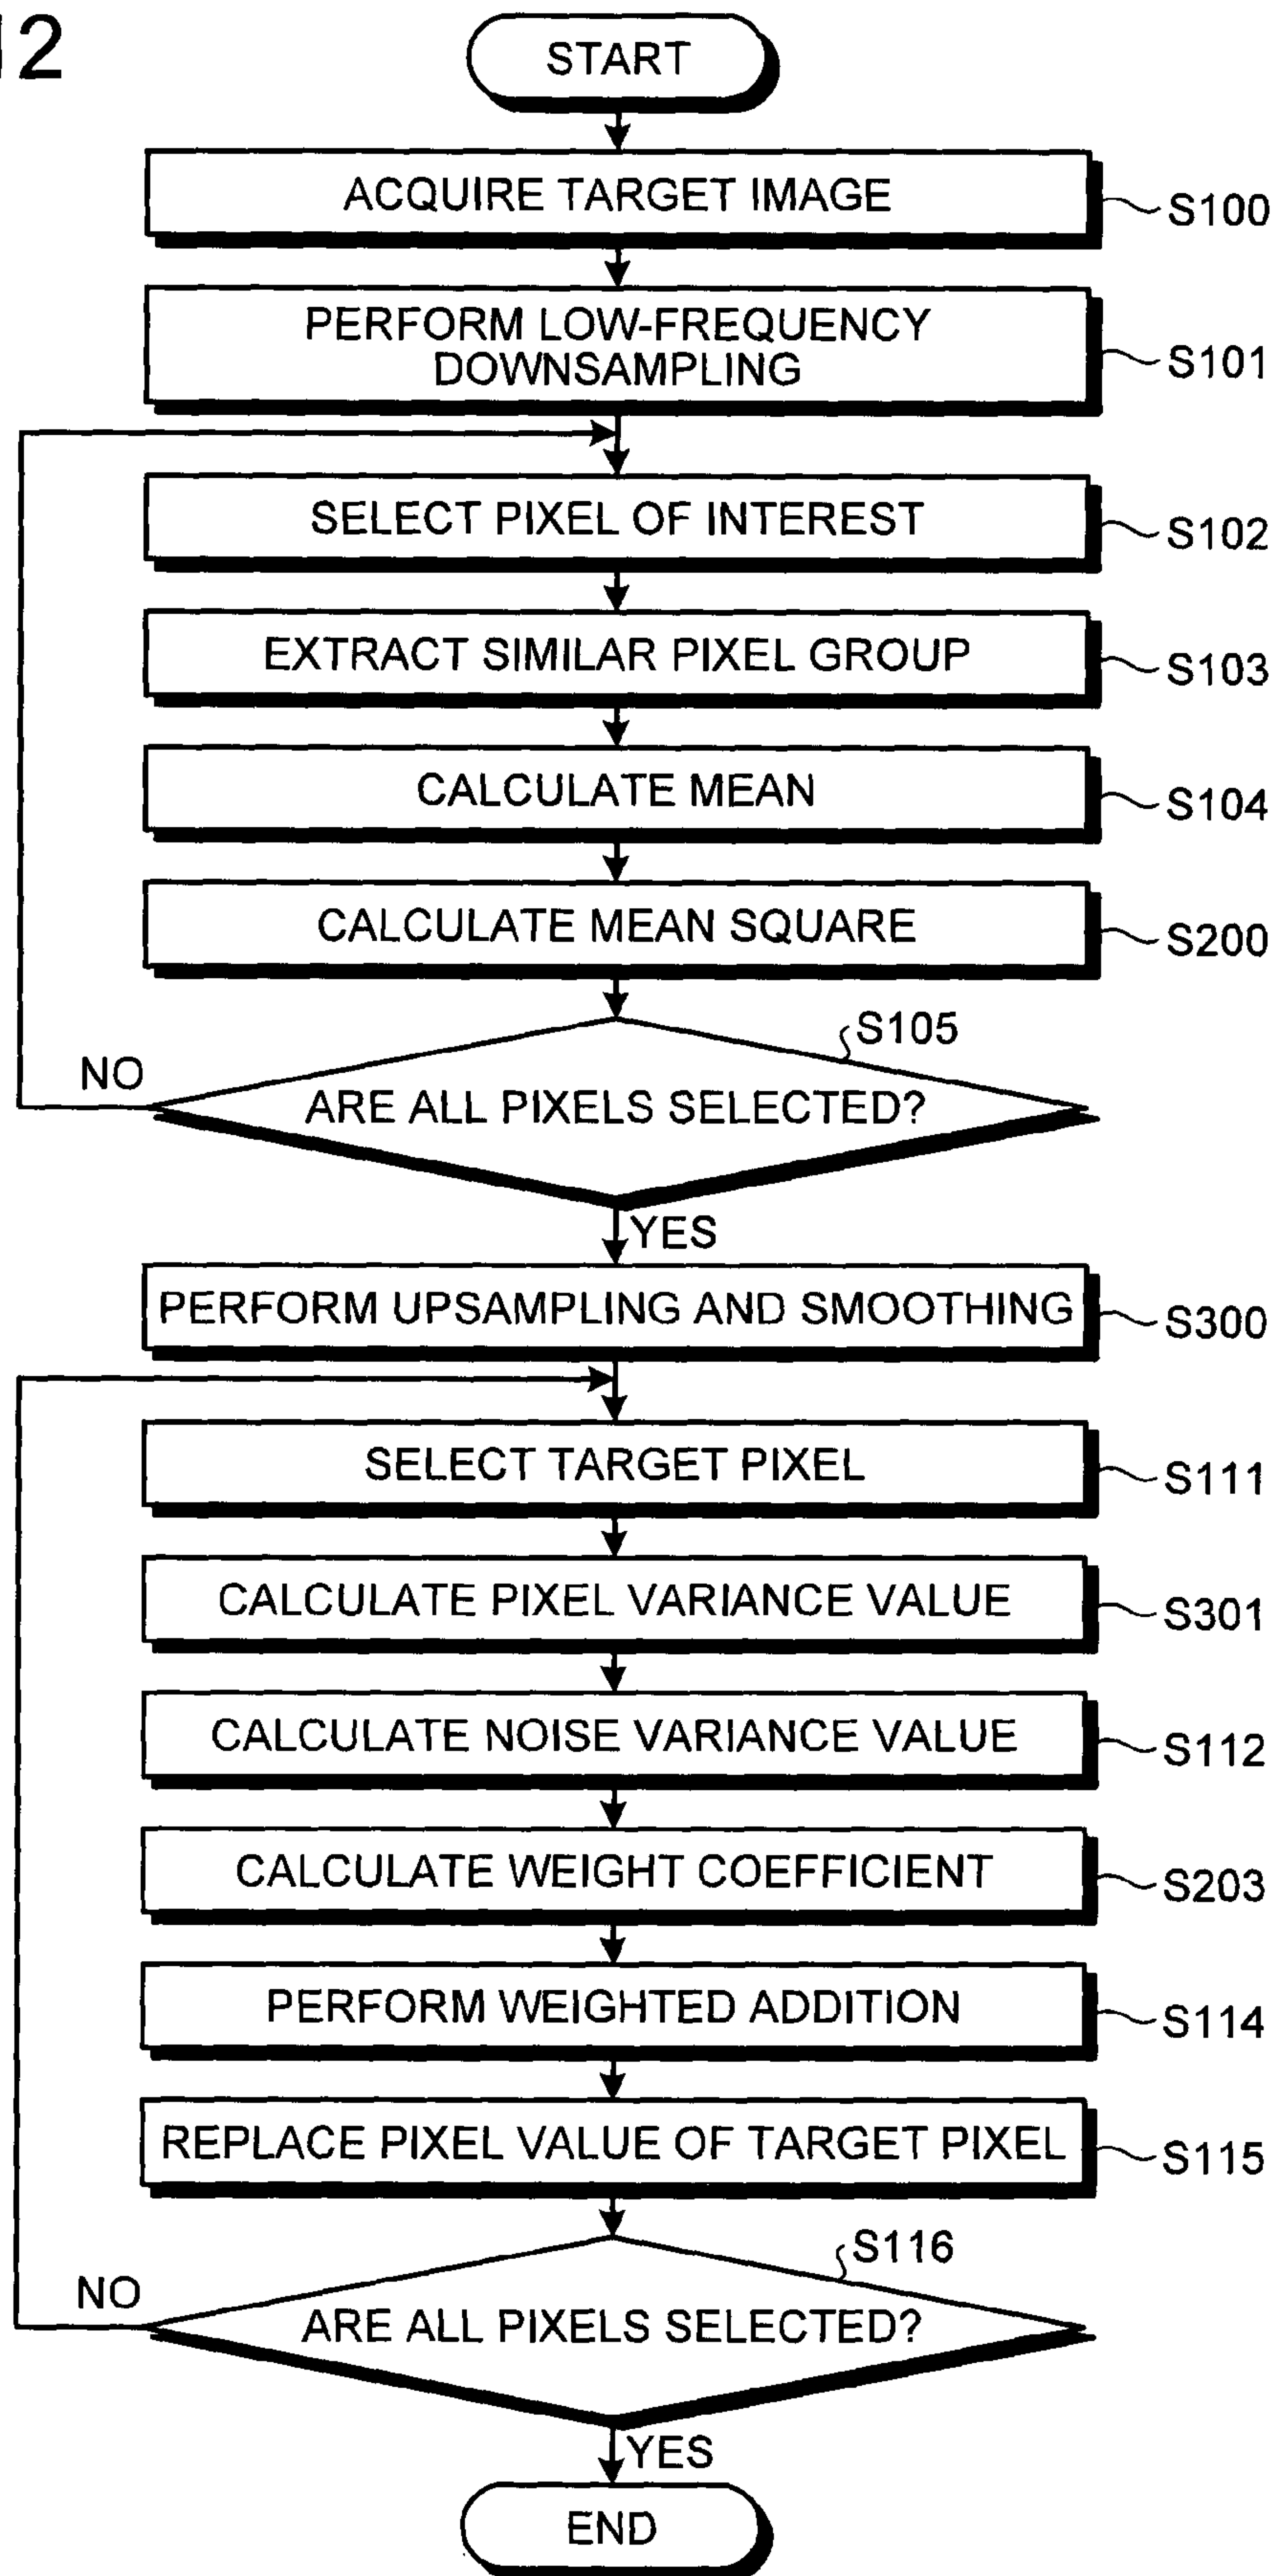 12
START
ACQUIRE TARGET IMAGE
S100
PERFORM LOW-FREQUENCY
DOWNSAMPLING
S101
SELECT PIXEL OF INTEREST
S102
EXTRACT SIMILAR PIXEL GROUP
S103
CALCULATE MEAN
S104
CALCULATE MEAN SQUARE
S200
S105
NO
ARE ALL PIXELS SELECTED?
YES
PERFORM UPSAMPLING AND SMOOTHING
S300
SELECT TARGET PIXEL
S111
CALCULATE PIXEL VARIANCE VALUE
S301
CALCULATE NOISE VARIANCE VALUE
S112
CALCULATE WEIGHT COEFFICIENT
S203
PERFORM WEIGHTED ADDITION
S114
REPLACE PIXEL VALUE OF TARGET PIXEL
S115
S116
NO
ARE ALL PIXELS SELECTED?
YES
END